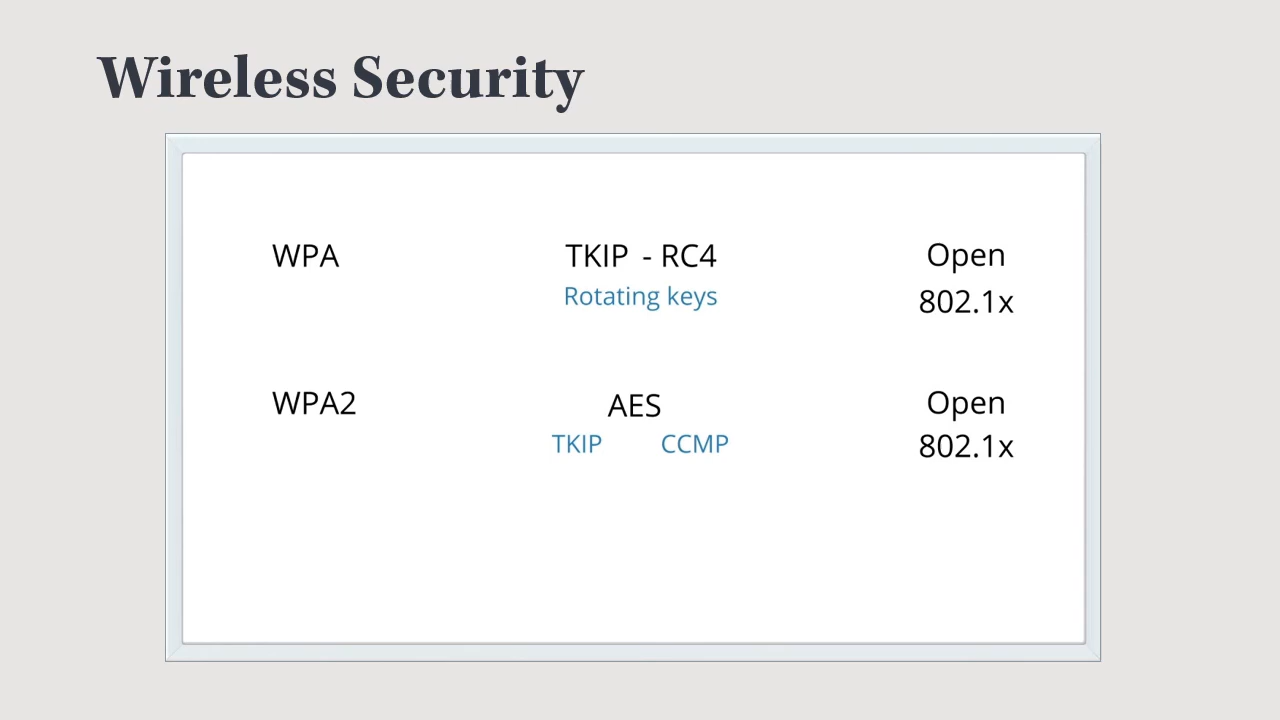 Wireless Security
WPA TKIP - RC4 Open
Rotating keys 802.1x
WPA2 AES Open
TKIP CCMP 802.1x